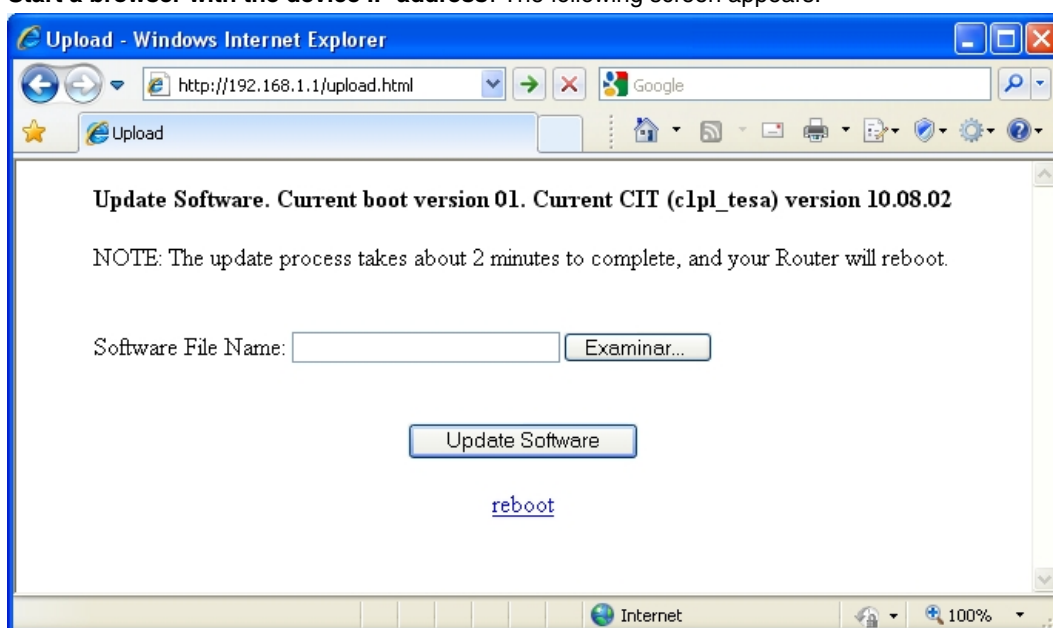 Start a browser with the device IP address. The following screen appears:
Upload - Windows Internet Explorer
http://192.168.1.1/upload.html
Google
Upload
Update Software. Current boot version 01. Current CIT (c1pl_tesa) version 10.08.02
NOTE: The update process takes about 2 minutes to complete, and your Router will reboot.
Software File Name:
Examinar...
Update Software
reboot
Internet
100%